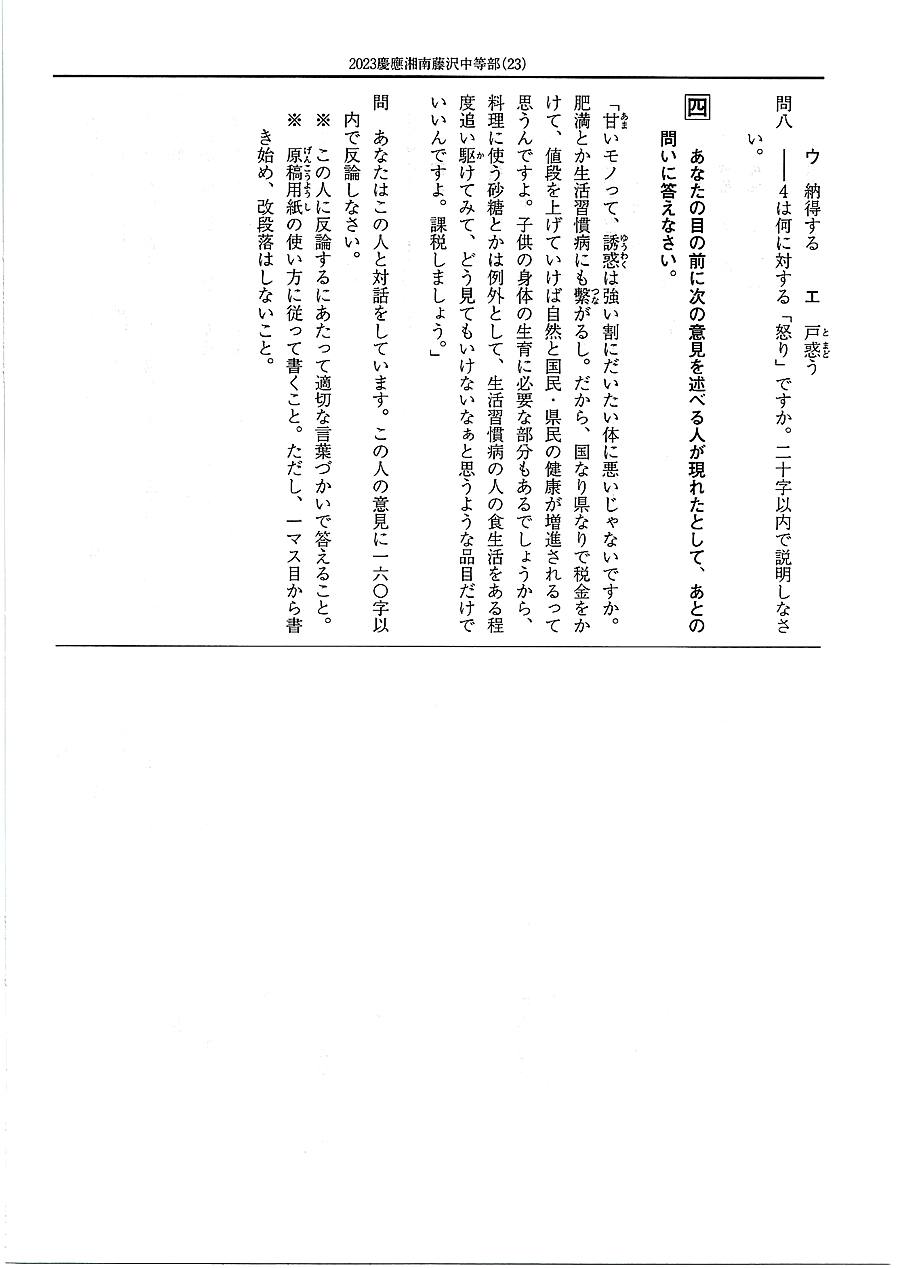 2023慶應湘南藤沢中等部(23)
ウ 納得する エ 戸惑う
問八 ――4は何に対する「怒り」ですか。二十字以内で説明しなさ
い。
四 あなたの目の前に次の意見を述べる人が現れたとして、あとの
問いに答えなさい。
「甘いモノって、誘惑は強い割にだいたい体に悪いじゃないですか。
肥満とか生活習慣病にも繫がるし。だから、国なり県なりで税金をか
けて、値段を上げていけば自然と国民・県民の健康が増進されるって
思うんですよ。子供の身体の生育に必要な部分もあるでしょうから、
料理に使う砂糖とかは例外として、生活習慣病の人の食生活をある程
度追い駆けてみて、どう見てもいけないなぁと思うような品目だけで
いいんですよ。課税しましょう。」
問 あなたはこの人と対話をしています。この人の意見に一六〇字以
内で反論しなさい。
※ この人に反論するにあたって適切な言葉づかいで答えること。
※ 原稿用紙の使い方に従って書くこと。ただし、一マス目から書
き始め、改段落はしないこと。